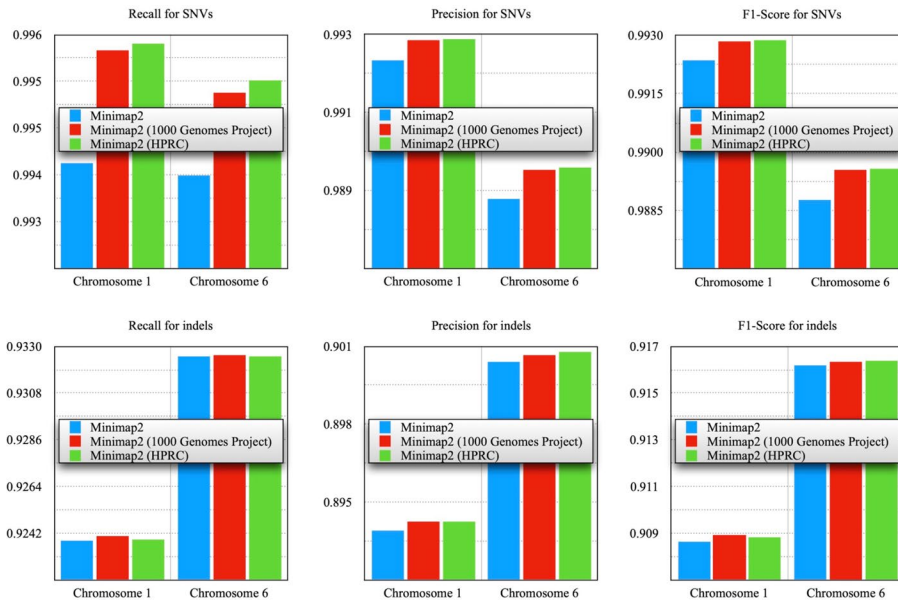 Recall for SNVs
0.996
0.995
0.995
0.994
0.993
Minimap2
Minimap2 (1000 Genomes Project)
Minimap2 (HPRC)
Chromosome 1
Chromosome 6
Precision for SNVs
0.993
0.991
0.989
Minimap2
Minimap2 (1000 Genomes Project)
Minimap2 (HPRC)
Chromosome 1
Chromosome 6
F1-Score for SNVs
0.9930
0.9915
0.9900
0.9885
Minimap2
Minimap2 (1000 Genomes Project)
Minimap2 (HPRC)
Chromosome 1
Chromosome 6
Recall for indels
0.9330
0.9308
0.9286
0.9264
0.9242
Minimap2
Minimap2 (1000 Genomes Project)
Minimap2 (HPRC)
Chromosome 1
Chromosome 6
Precision for indels
0.901
0.898
0.895
Minimap2
Minimap2 (1000 Genomes Project)
Minimap2 (HPRC)
Chromosome 1
Chromosome 6
F1-Score for indels
0.917
0.915
0.913
0.911
0.909
Minimap2
Minimap2 (1000 Genomes Project)
Minimap2 (HPRC)
Chromosome 1
Chromosome 6